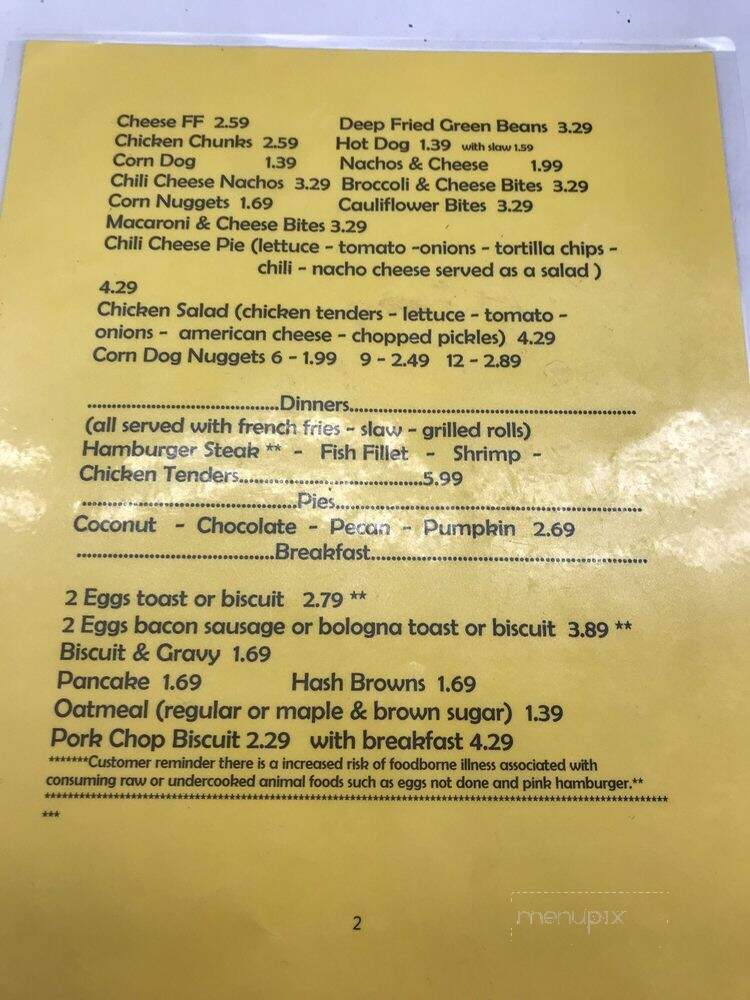 Cheese FF 2.59 Deep Fried Green Beans 3.29
Chicken Chunks 2.59 Hot Dog 1.39 with slaw 1.59
Corn Dog 1.39 Nachos & Cheese 1.99
Chili Cheese Nachos 3.29 Broccoli & Cheese Bites 3.29
Corn Nuggets 1.69 Cauliflower Bites 3.29
Macaroni & Cheese Bites 3.29
Chili Cheese Pie (lettuce - tomato -onions - tortilla chips -
chili - nacho cheese served as a salad )
4.29
Chicken Salad (chicken tenders - lettuce - tomato -
onions - american cheese - chopped pickles) 4.29
Corn Dog Nuggets 6 - 1.99 9 - 2.49 12 - 2.89
...............................Dinners...............................................
(all served with french fries - slaw - grilled rolls)
Hamburger Steak ** - Fish Fillet - Shrimp -
Chicken Tenders..............................5.99
...................................Pies..................................................
Coconut - Chocolate - Pecan - Pumpkin 2.69
................................Breakfast.............................................
2 Eggs toast or biscuit 2.79 **
2 Eggs bacon sausage or bologna toast or biscuit 3.89 **
Biscuit & Gravy 1.69
Pancake 1.69 Hash Browns 1.69
Oatmeal (regular or maple & brown sugar) 1.39
Pork Chop Biscuit 2.29 with breakfast 4.29
*******Customer reminder there is a increased risk of foodborne illness associated with
consuming raw or undercooked animal foods such as eggs not done and pink hamburger.**
****************************************************************************************************
***
menupix
2